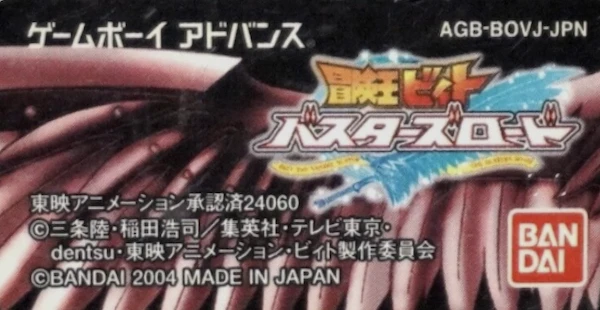 ゲームボーイ アドバンス
AGB-BOVJ-JPN
冒険王ビィト
バスターズロード
東映アニメーション承認済24060
©三条陸・稲田浩司／集英社・テレビ東京・
dentsu・東映アニメーション・ビィト製作委員会
©BANDAI 2004 MADE IN JAPAN
BAN
DAI